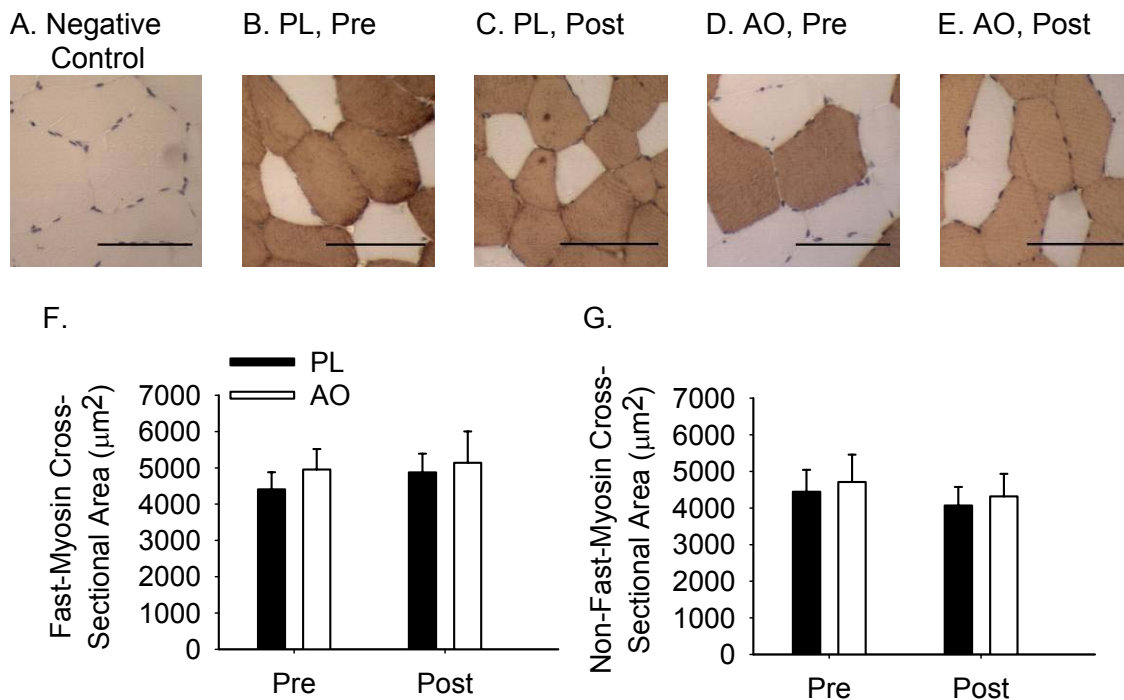 A. Negative Control
B. PL, Pre
C. PL, Post
D. AO, Pre
E. AO, Post
F.
PL
AO
Fast-Myosin Cross-
Sectional Area (μm2)
7000
6000
5000
4000
3000
2000
1000
0
Pre Post
G.
Non-Fast-Myosin Cross-
Sectional Area (μm2)
7000
6000
5000
4000
3000
2000
1000
0
Pre Post